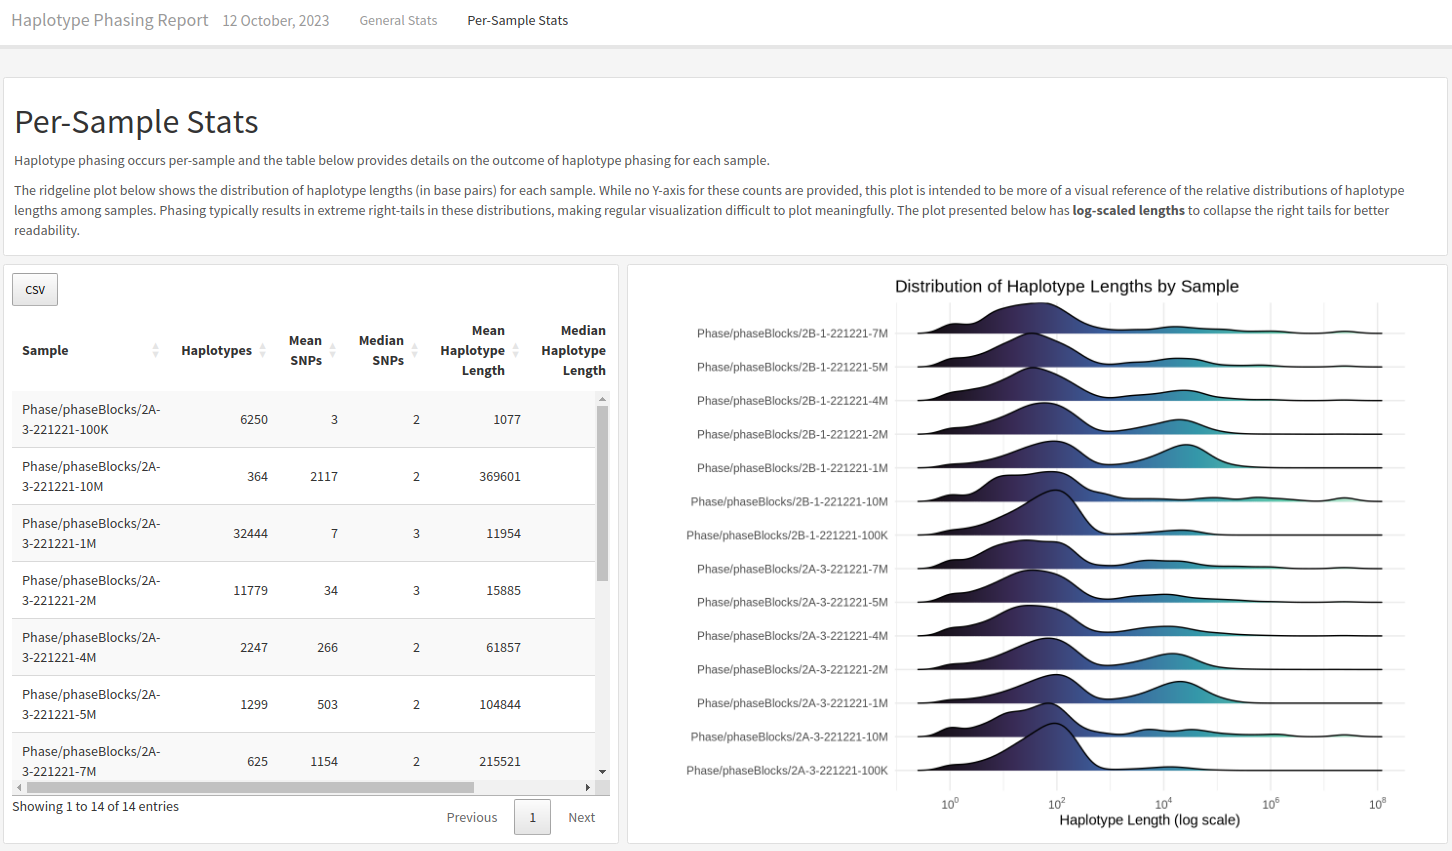 Haplotype Phasing Report 12 October, 2023 General Stats Per-Sample Stats
Per-Sample Stats
Haplotype phasing occurs per-sample and the table below provides details on the outcome of haplotype phasing for each sample.
The ridgeline plot below shows the distribution of haplotype lengths (in base pairs) for each sample. While no Y-axis for these counts are provided, this plot is intended to be more of a visual reference of the relative distributions of haplotype
lengths among samples. Phasing typically results in extreme right-tails in these distributions, making regular visualization difficult to plot meaningfully. The plot presented below has log-scaled lengths to collapse the right tails for better
readability.
CSV
Sample Haplotypes Mean SNPs Median SNPs Mean Haplotype Length Median Haplotype Length
Phase/phaseBlocks/2A-
3-221221-100K 6250 3 2 1077
Phase/phaseBlocks/2A-
3-221221-10M 364 2117 2 369601
Phase/phaseBlocks/2A-
3-221221-1M 32444 7 3 11954
Phase/phaseBlocks/2A-
3-221221-2M 11779 34 3 15885
Phase/phaseBlocks/2A-
3-221221-4M 2247 266 2 61857
Phase/phaseBlocks/2A-
3-221221-5M 1299 503 2 104844
Phase/phaseBlocks/2A-
3-221221-7M 625 1154 2 215521
Showing 1 to 14 of 14 entries
Previous 1 Next
Distribution of Haplotype Lengths by Sample
Phase/phaseBlocks/2B-1-221221-7M
Phase/phaseBlocks/2B-1-221221-5M
Phase/phaseBlocks/2B-1-221221-4M
Phase/phaseBlocks/2B-1-221221-2M
Phase/phaseBlocks/2B-1-221221-1M
Phase/phaseBlocks/2B-1-221221-10M
Phase/phaseBlocks/2B-1-221221-100K
Phase/phaseBlocks/2A-3-221221-7M
Phase/phaseBlocks/2A-3-221221-5M
Phase/phaseBlocks/2A-3-221221-4M
Phase/phaseBlocks/2A-3-221221-2M
Phase/phaseBlocks/2A-3-221221-1M
Phase/phaseBlocks/2A-3-221221-10M
Phase/phaseBlocks/2A-3-221221-100K
10⁰ 10² 10⁴ 10⁶ 10⁸
Haplotype Length (log scale)